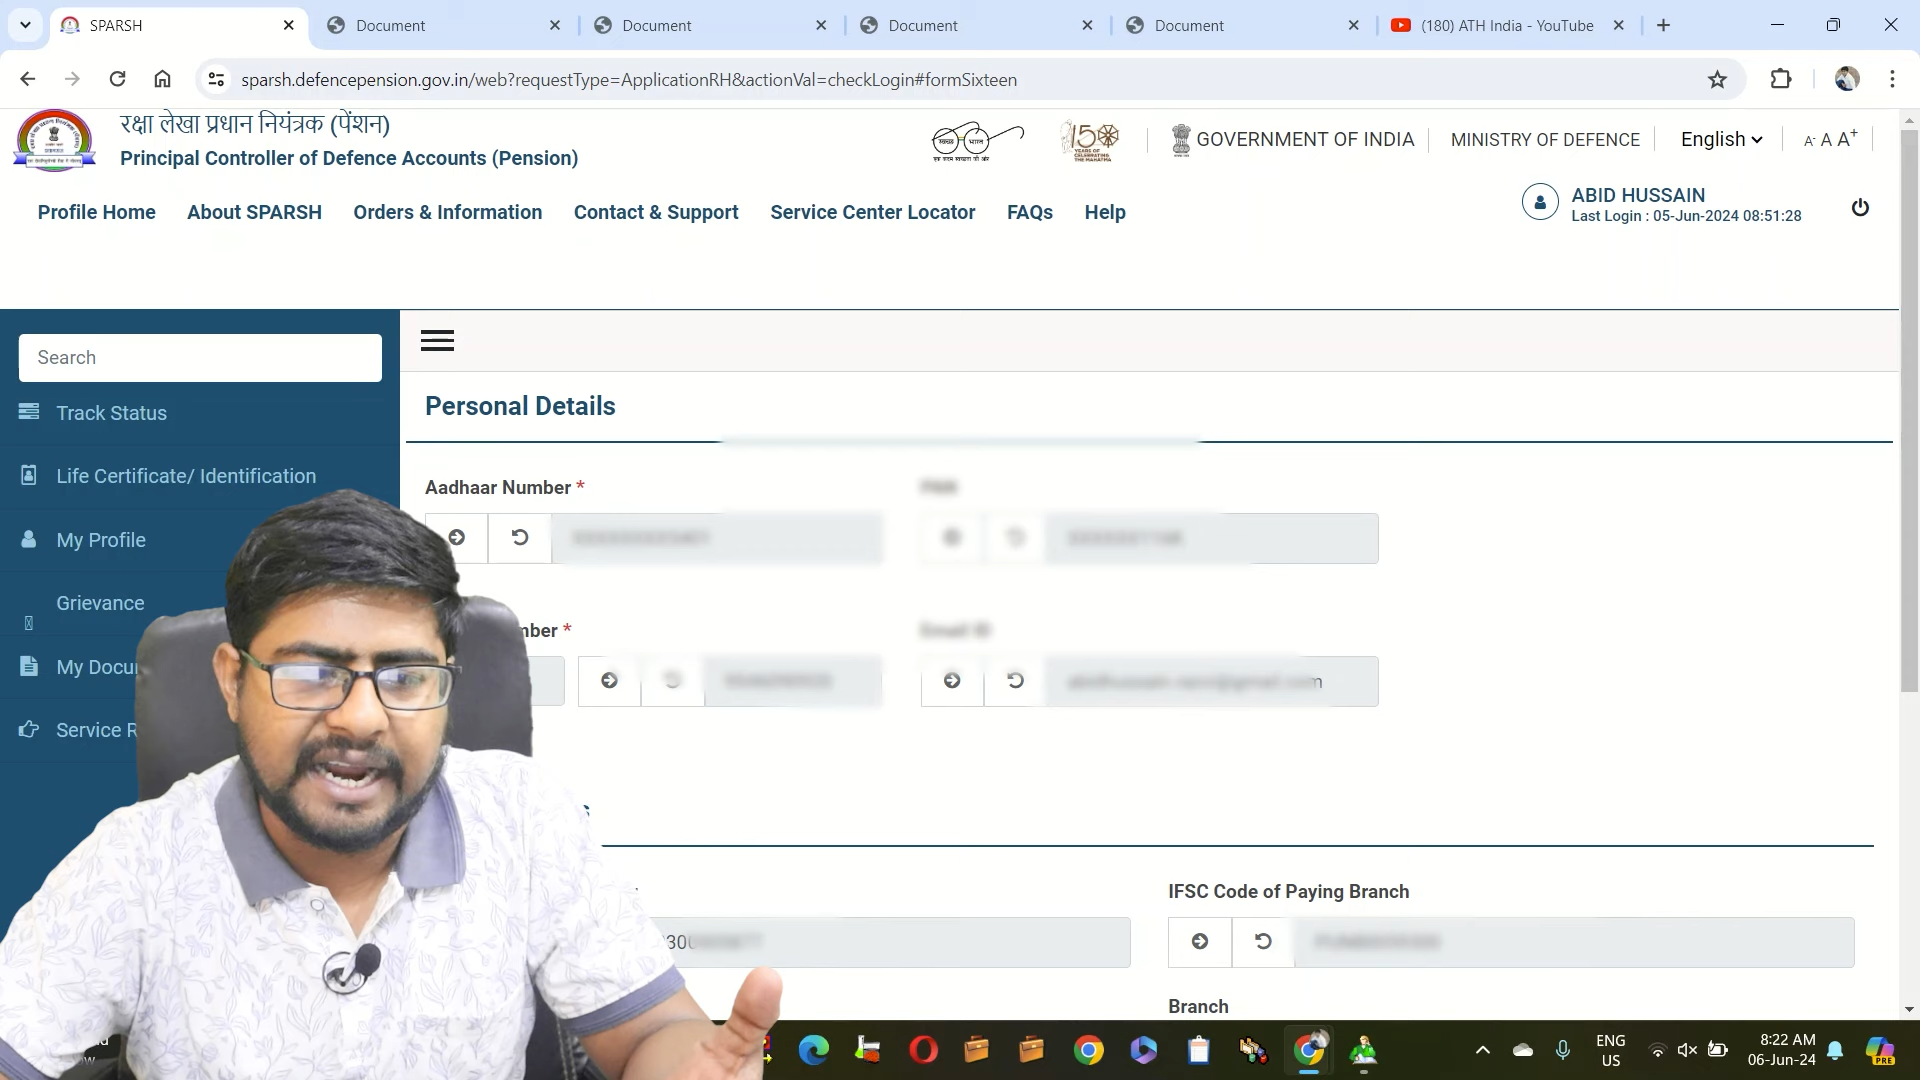 SPARSH
Document
Document
Document
Document
(180) ATH India - YouTube
sparsh.defencepension.gov.in/web?requestType=ApplicationRH&actionVal=checkLogin#formSixteen
रक्षा लेखा प्रधान नियंत्रक (पेंशन)
Principal Controller of Defence Accounts (Pension)
GOVERNMENT OF INDIA
MINISTRY OF DEFENCE
English
A- A A+
Profile Home
About SPARSH
Orders & Information
Contact & Support
Service Center Locator
FAQs
Help
ABID HUSSAIN
Last Login : 05-Jun-2024 08:51:28
Search
Track Status
Life Certificate/ Identification
My Profile
Grievance
My Docu
Service R
Personal Details
Aadhaar Number *
mber *
IFSC Code of Paying Branch
Branch
ENG
US
8:22 AM
06-Jun-24
PRE